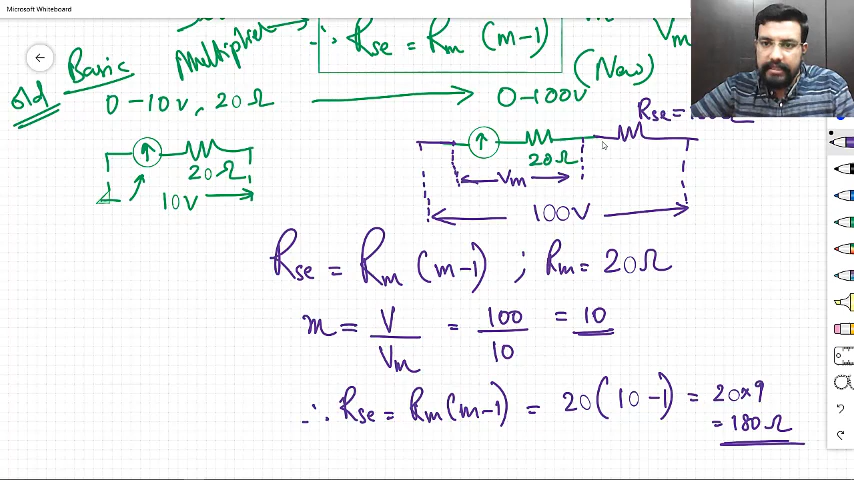 Microsoft Whiteboard
Multiplier
∴ Rse = Rm (m-1)
Vm
Old Basic
(New)
0-10V, 20Ω
0-100V
Rse =
20Ω
10V
20Ω
Vm
100V
Rse = Rm (m-1) ; Rm = 20Ω
m = V/Vm = 100/10 = 10
∴ Rse = Rm(m-1) = 20(10-1) = 20×9
= 180Ω